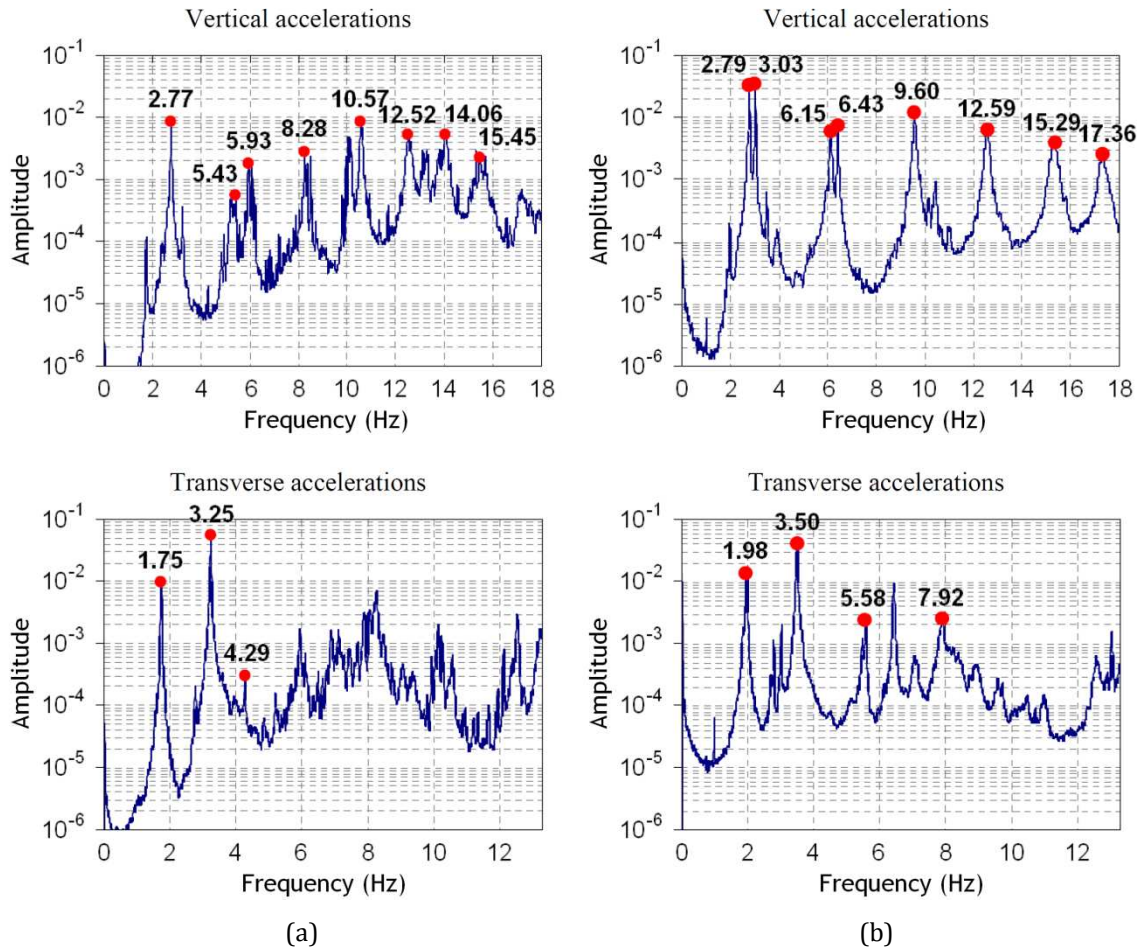 Vertical accelerations
10⁻¹
10⁻²
10⁻³
10⁻⁴
10⁻⁵
10⁻⁶
Amplitude
2.77
5.43
5.93
8.28
10.57
12.52
14.06
15.45
0 2 4 6 8 10 12 14 16 18
Frequency (Hz)
Vertical accelerations
10⁻¹
10⁻²
10⁻³
10⁻⁴
10⁻⁵
10⁻⁶
Amplitude
2.79
3.03
6.15
6.43
9.60
12.59
15.29
17.36
0 2 4 6 8 10 12 14 16 18
Frequency (Hz)
Transverse accelerations
10⁻¹
10⁻²
10⁻³
10⁻⁴
10⁻⁵
10⁻⁶
Amplitude
1.75
3.25
4.29
0 2 4 6 8 10 12
Frequency (Hz)
(a)
Transverse accelerations
10⁻¹
10⁻²
10⁻³
10⁻⁴
10⁻⁵
10⁻⁶
Amplitude
1.98
3.50
5.58
7.92
0 2 4 6 8 10 12
Frequency (Hz)
(b)